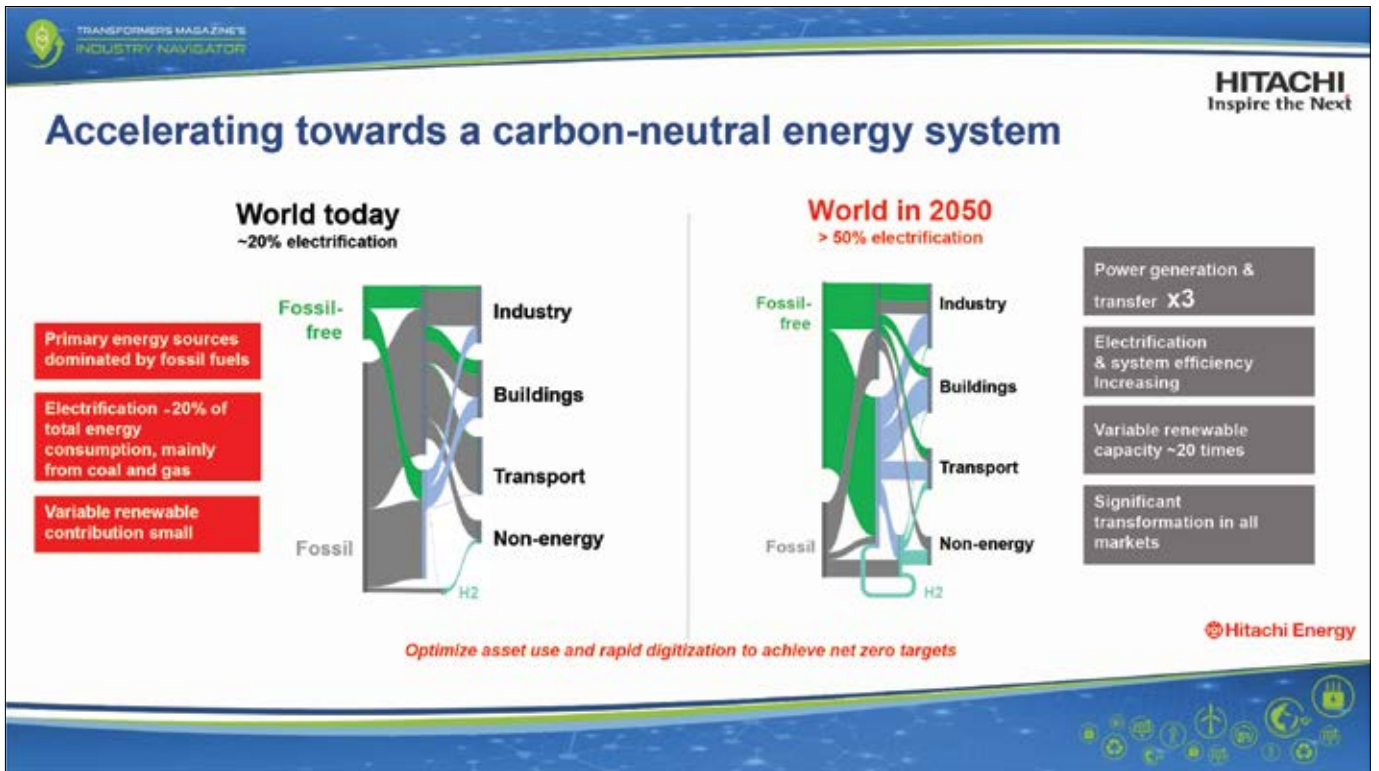 TRANSFORMERS MAGAZINE'S
INDUSTRY NAVIGATOR
HITACHI
Inspire the Next
Accelerating towards a carbon-neutral energy system
World today
~20% electrification
Primary energy sources
dominated by fossil fuels
Electrification ~20% of
total energy
consumption, mainly
from coal and gas
Variable renewable
contribution small
Fossil-
free
Fossil
Industry
Buildings
Transport
Non-energy
H2
World in 2050
> 50% electrification
Fossil-
free
Fossil
Industry
Buildings
Transport
Non-energy
H2
Power generation &
transfer x3
Electrification
& system efficiency
Increasing
Variable renewable
capacity ~20 times
Significant
transformation in all
markets
Hitachi Energy
Optimize asset use and rapid digitization to achieve net zero targets